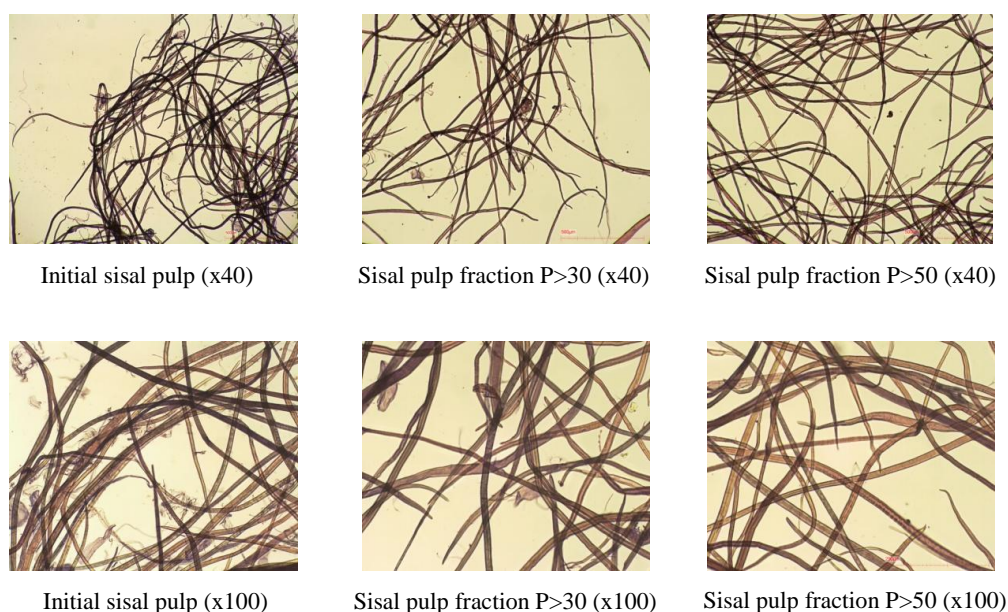 Initial sisal pulp (x40)
Sisal pulp fraction P>30 (x40)
Sisal pulp fraction P>50 (x40)
Initial sisal pulp (x100)
Sisal pulp fraction P>30 (x100)
Sisal pulp fraction P>50 (x100)